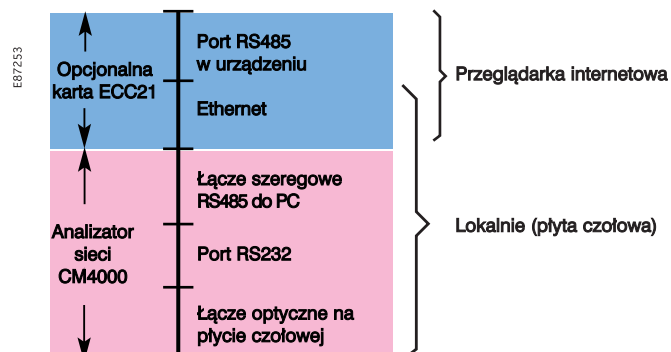 E87253
Opcjonalna
karta ECC21
Port RS485
w urządzeniu
Ethernet
Przeglądarka internetowa
Analizator
sieci
CM4000
Łącze szeregowe
RS485 do PC
Port RS232
Łącze optyczne na
płycie czołowej
Lokalnie (płyta czołowa)